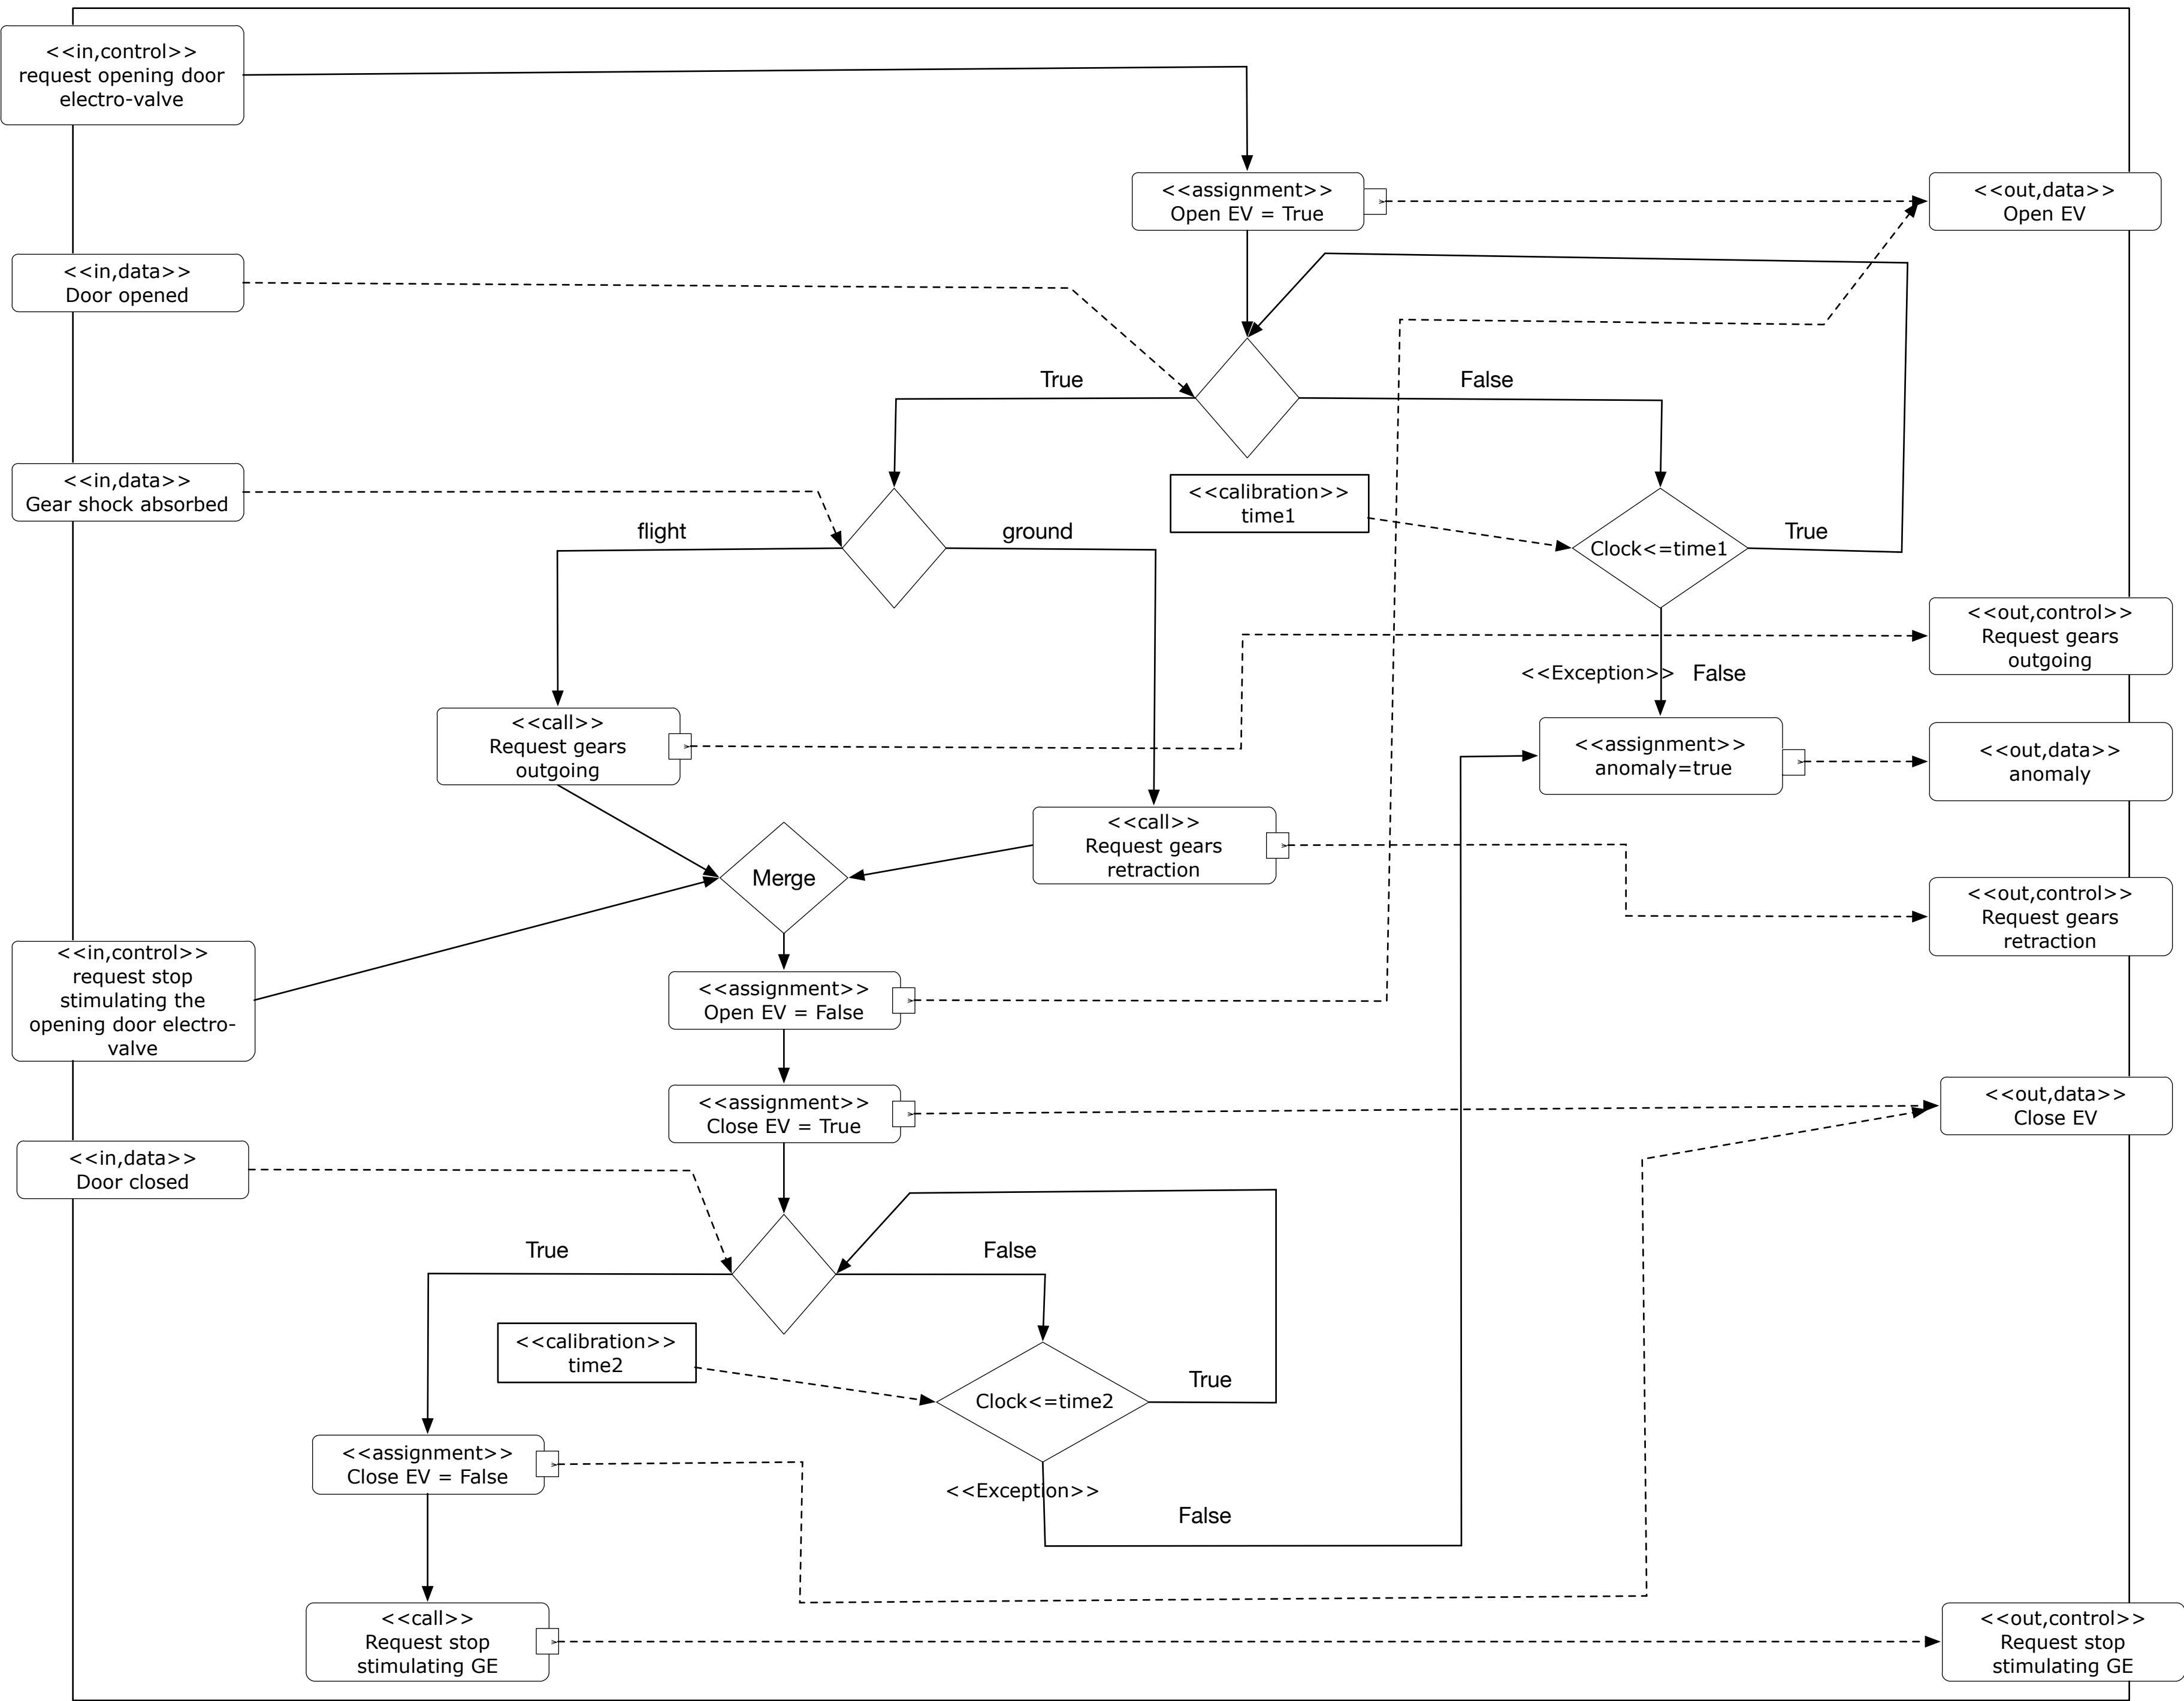 <<in,control>>
request opening door
electro-valve
<<assignment>>
Open EV = True
<<out,data>>
Open EV
<<in,data>>
Door opened
True
False
<<in,data>>
Gear shock absorbed
<<calibration>>
time1
flight
ground
Clock<=time1
True
<<out,control>>
Request gears
outgoing
<<Exception>>
False
<<call>>
Request gears
outgoing
<<assignment>>
anomaly=true
<<out,data>>
anomaly
<<call>>
Request gears
retraction
Merge
<<out,control>>
Request gears
retraction
<<in,control>>
request stop
stimulating the
opening door electro-
valve
<<assignment>>
Open EV = False
<<assignment>>
Close EV = True
<<out,data>>
Close EV
<<in,data>>
Door closed
True
False
<<calibration>>
time2
Clock<=time2
True
<<assignment>>
Close EV = False
<<Exception>>
False
<<call>>
Request stop
stimulating GE
<<out,control>>
Request stop
stimulating GE